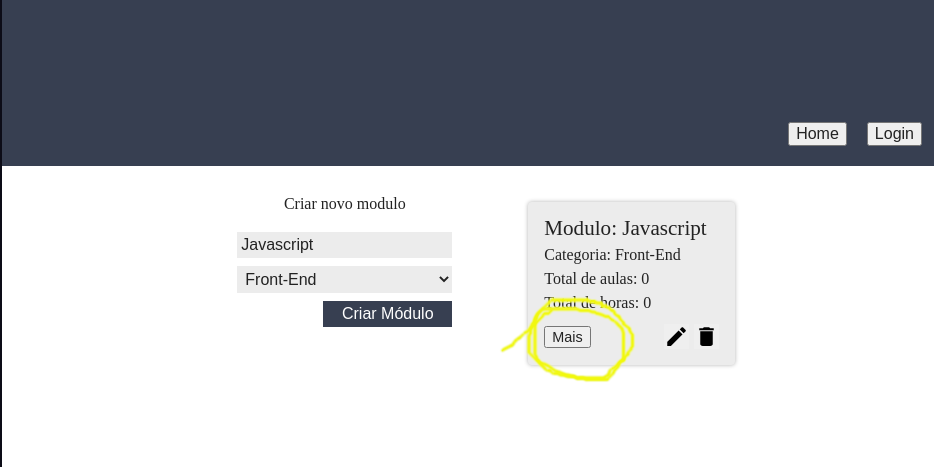 Home Login
Criar novo modulo
Javascript
Front-End
Criar Módulo
Modulo: Javascript
Categoria: Front-End
Total de aulas: 0
Total de horas: 0
Mais